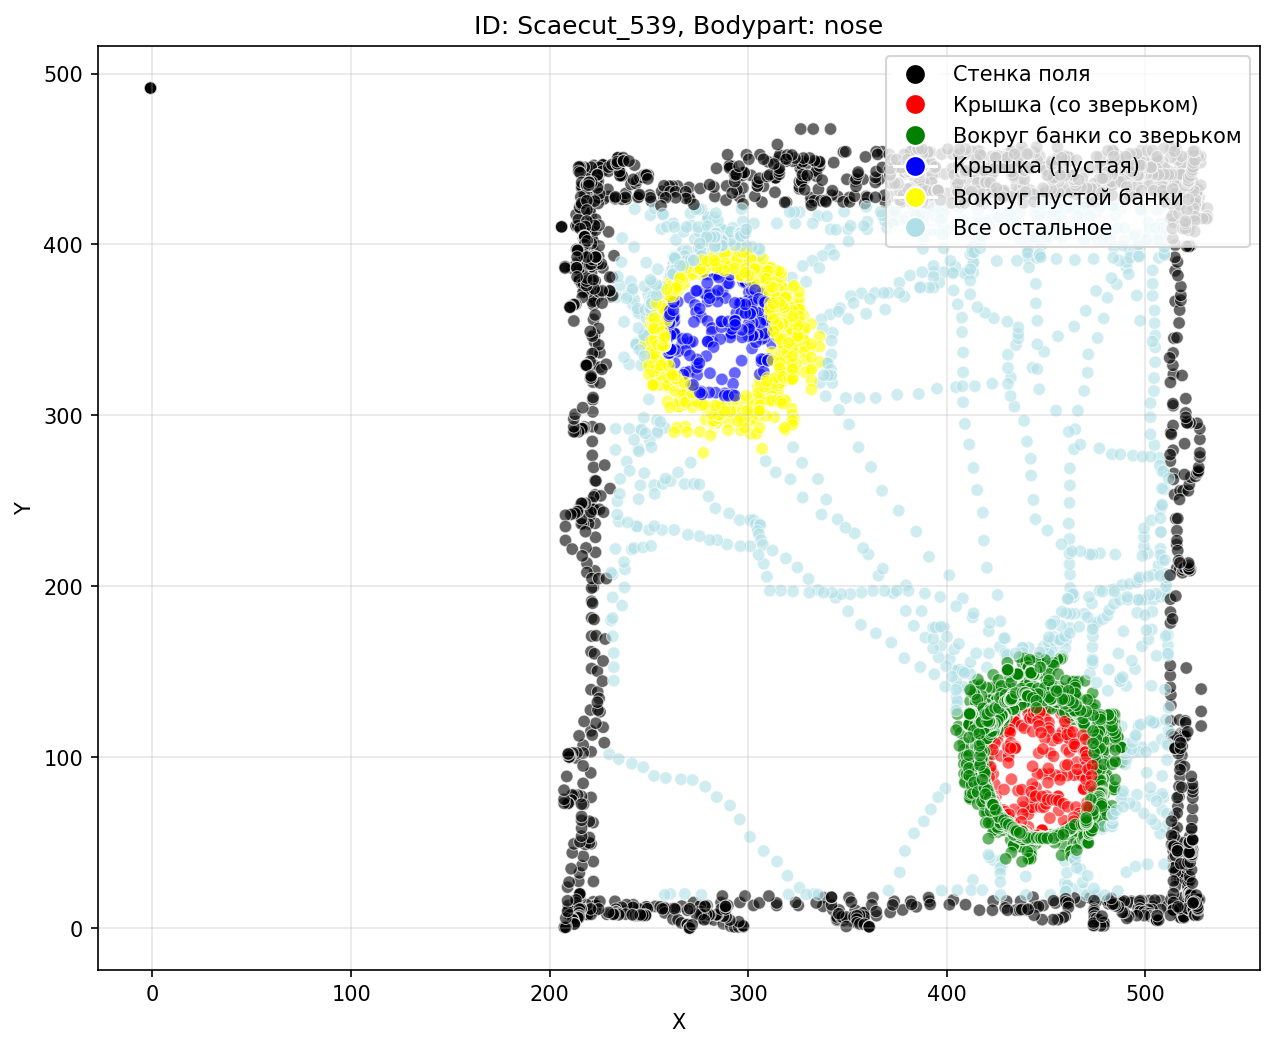 ID: Scaecut_539, Bodypart: nose
Стенка поля
Крышка (со зверьком)
Вокруг банки со зверьком
Крышка (пустая)
Вокруг пустой банки
Все остальное
500
400
300
200
100
0
Y
0 100 200 300 400 500
X